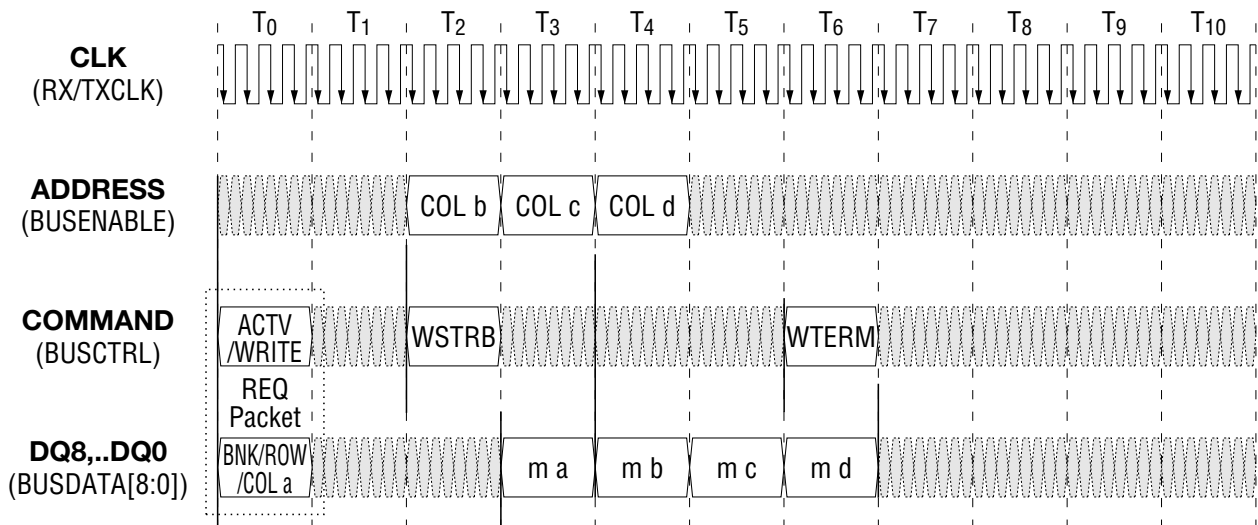 T0 T1 T2 T3 T4 T5 T6 T7 T8 T9 T10
CLK
(RX/TXCLK)
ADDRESS
(BUSENABLE)
COL b COL c COL d
COMMAND
(BUSCTRL)
ACTV
/WRITE
WSTRB
WTERM
REQ
Packet
DQ8,..DQ0
(BUSDATA[8:0])
BNK/ROW
/COL a
m a m b m c m d